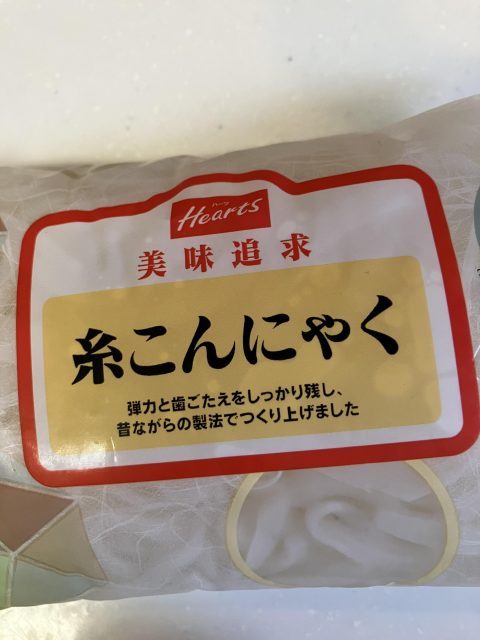 ハーツ
Hearts
美味追求
糸こんにゃく
弾力と歯ごたえをしっかり残し、
昔ながらの製法でつくり上げました